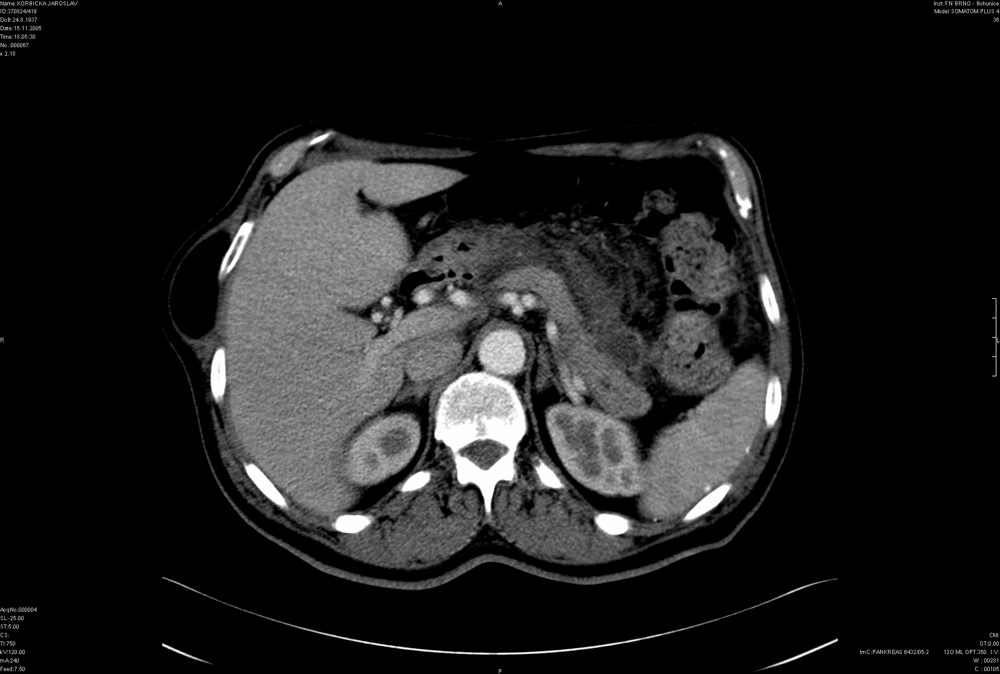 Name:KORBICKA JAROSLAV
ID:370824/419
DoB:24.8.1937
Date:15.11.2005
Time:18:05:30
No.:000067
x 2.18
A
Inst:FN BRNO - Bohunice
Model:SOMATOM PLUS 4
36
R
L
AcqNo:000004
SL:-25.00
ST:5.00
CS:
TI:750
kV:120.00
mA:240
Feed:7.50
P
CM:
GT:0.00
ImC:PANKREAS 6432/05-2 120 ML OPT.350. I.V.
W : 00281
C : 00105